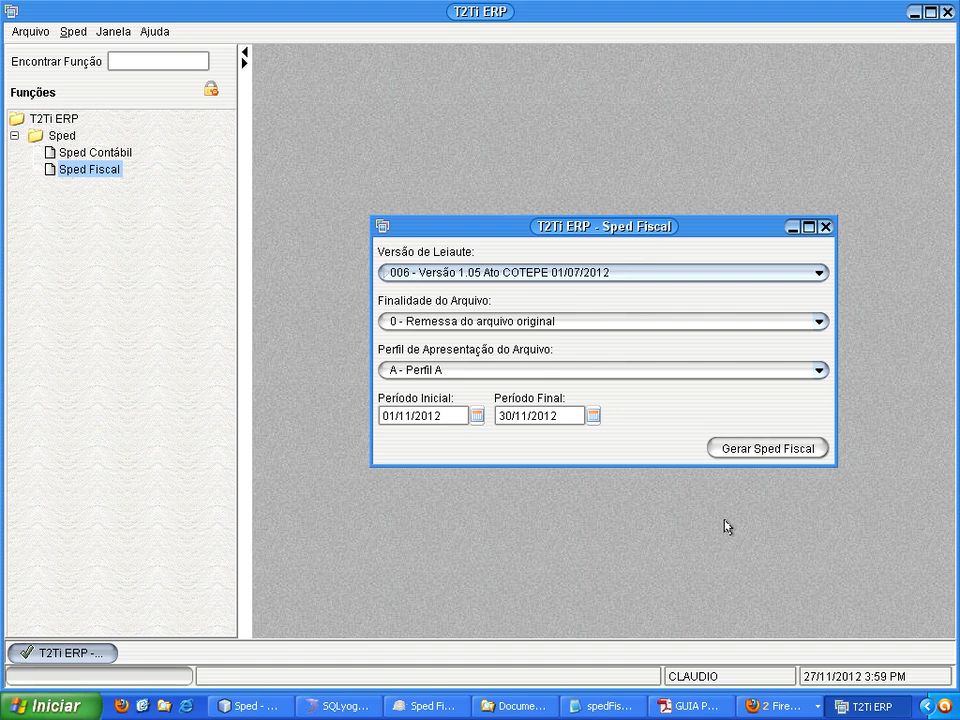 T2Ti ERP
Arquivo Sped Janela Ajuda
Encontrar Função
Funções
T2Ti ERP
Sped
Sped Contábil
Sped Fiscal
T2Ti ERP - Sped Fiscal
Versão de Leiaute:
006 - Versão 1.05 Ato COTEPE 01/07/2012
Finalidade do Arquivo:
0 - Remessa do arquivo original
Perfil de Apresentação do Arquivo:
A - Perfil A
Período Inicial: Período Final:
01/11/2012 30/11/2012
Gerar Sped Fiscal
T2Ti ERP -...
CLAUDIO 27/11/2012 3:59 PM
Iniciar Sped - ... SQLyog... Sped Fi... Docume... spedFis... GUIA P... 2 Fire... T2Ti ERP